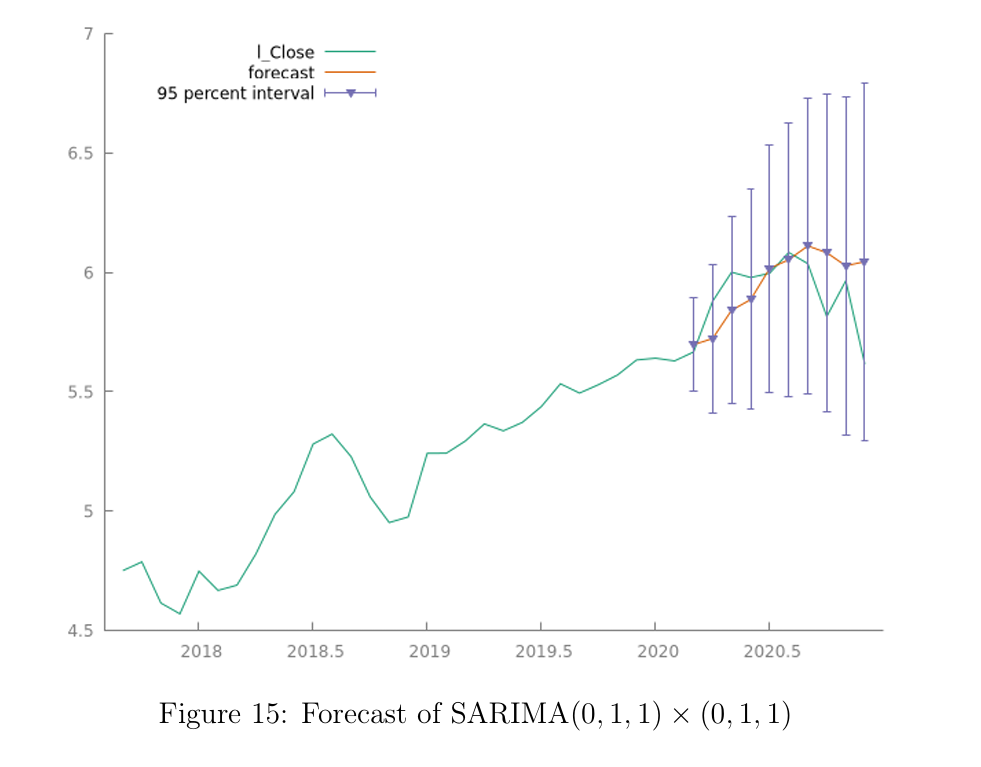 7
l_Close
forecast
95 percent interval
6.5
6
5.5
5
4.5
2018 2018.5 2019 2019.5 2020 2020.5
Figure 15: Forecast of SARIMA(0, 1, 1) × (0, 1, 1)